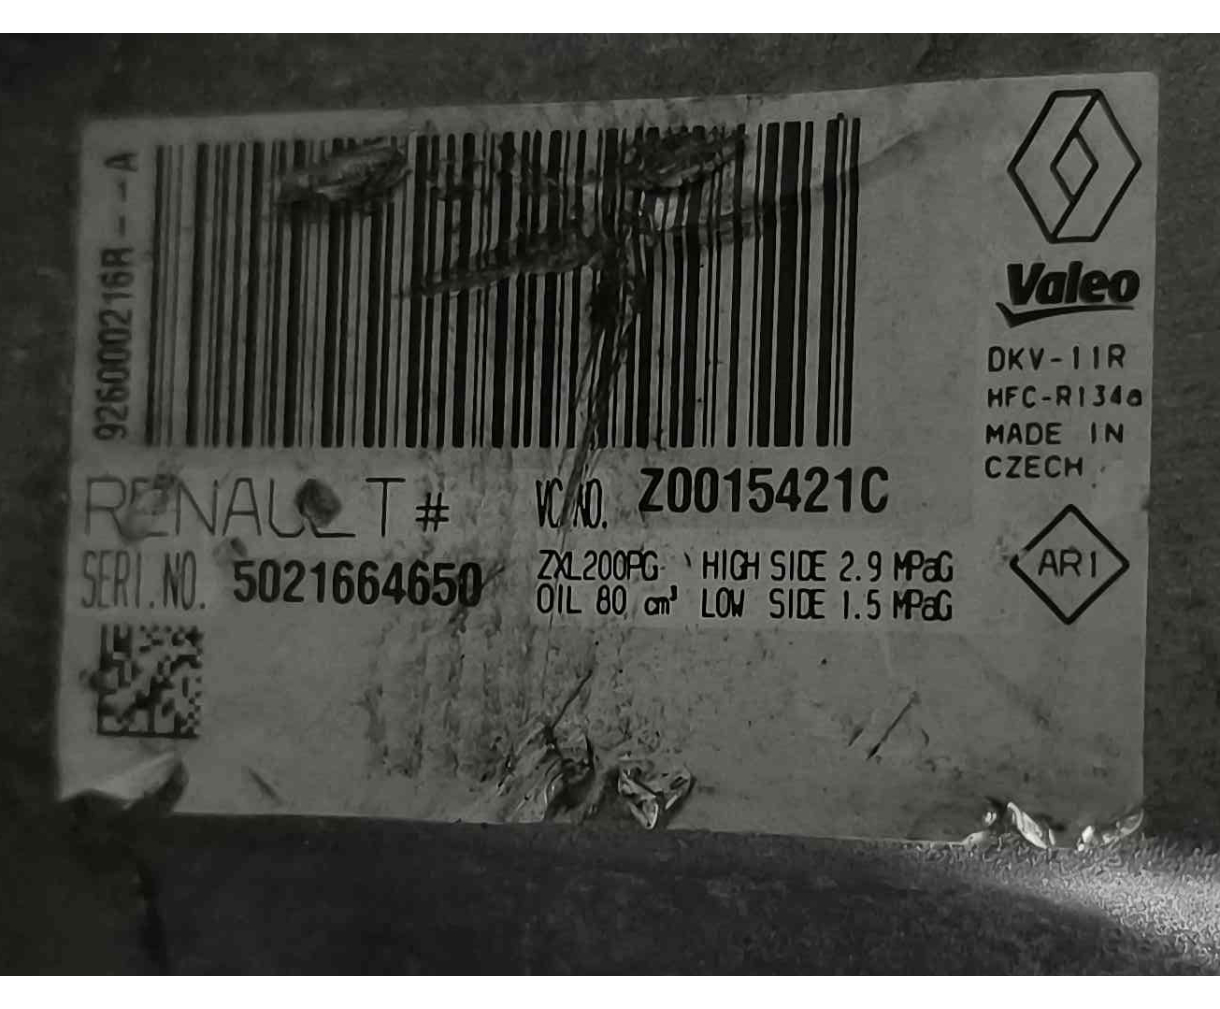 926000216R--A
Valeo
DKV-11R
HFC-R134a
MADE IN
CZECH
RENAULT #
VC NO. Z0015421C
SERI.NO. 5021664650
ZXL200PG HIGH SIDE 2.9 MPaG
OIL 80 cm³ LOW SIDE 1.5 MPaG
AR1